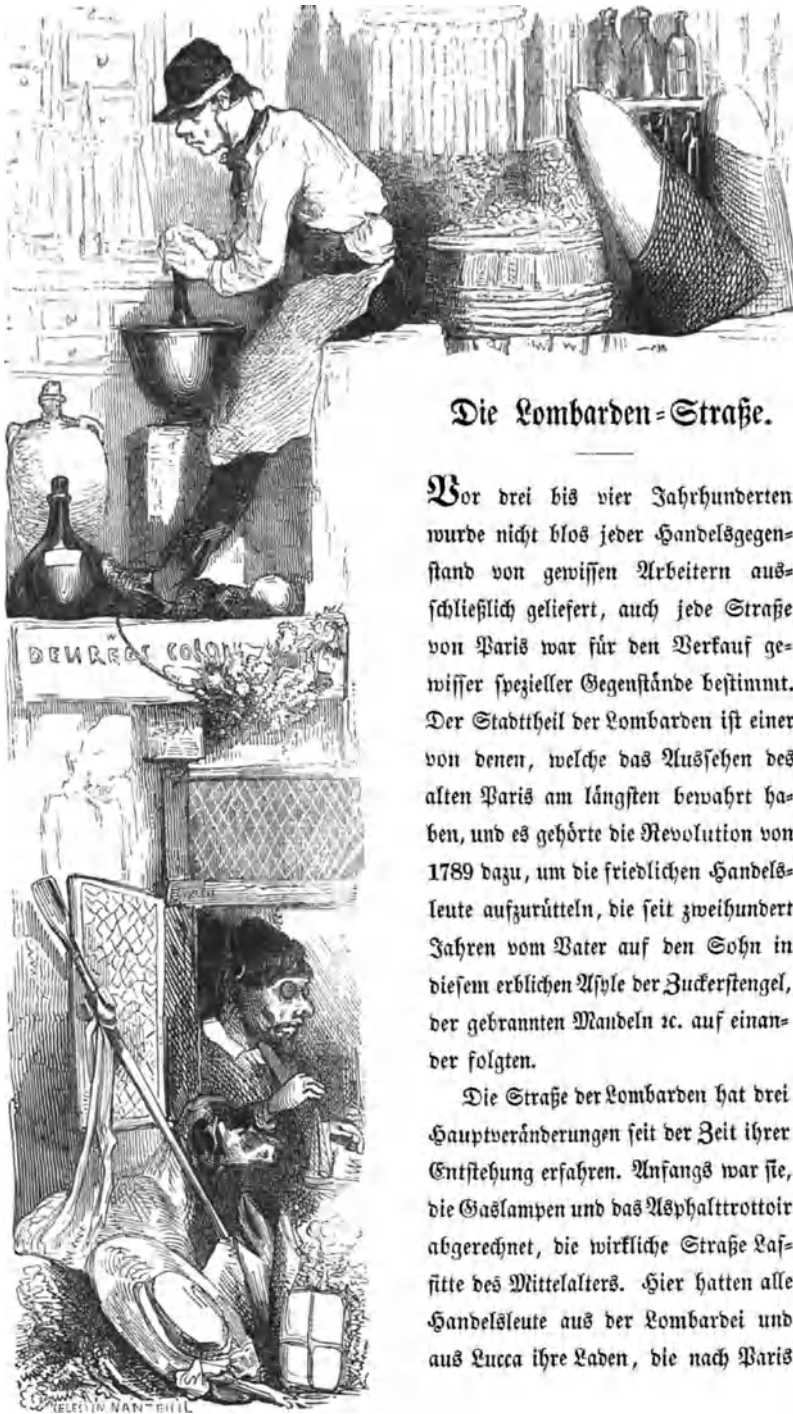 Die Lombarden-Straße.
Vor drei bis vier Jahrhunderten
wurde nicht blos jeder Handelsgegen-
stand von gewissen Arbeitern aus-
schließlich geliefert, auch jede Straße
von Paris war für den Verkauf ge-
wisser spezieller Gegenstände bestimmt.
Der Stadttheil der Lombarden ist einer
von denen, welche das Aussehen des
alten Paris am längsten bewahrt ha-
ben, und es gehörte die Revolution von
1789 dazu, um die friedlichen Handels-
leute aufzurütteln, die seit zweihundert
Jahren vom Vater auf den Sohn in
diesem erblichen Asyle der Zuckerstengel,
der gebrannten Mandeln ꝛc. auf einan-
der folgten.
Die Straße der Lombarden hat drei
Hauptveränderungen seit der Zeit ihrer
Entstehung erfahren. Anfangs war sie,
die Gaslampen und das Asphalttrottoir
abgerechnet, die wirkliche Straße Laf-
fitte des Mittelalters. Hier hatten alle
Handelsleute aus der Lombardei und
aus Lucca ihre Laden, die nach Paris
CELESTIN NANTEUIL